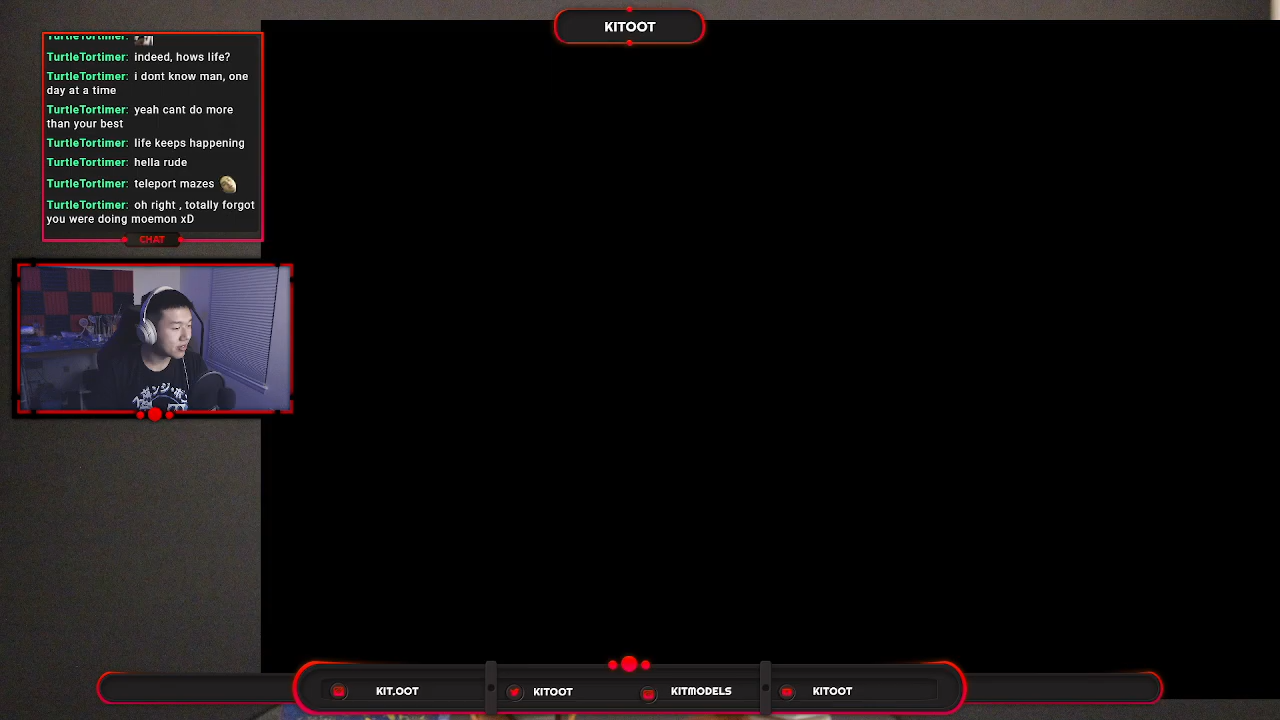 KITOOT
TurtleTortimer:
TurtleTortimer: indeed, hows life?
TurtleTortimer: i dont know man, one
day at a time
TurtleTortimer: yeah cant do more
than your best
TurtleTortimer: life keeps happening
TurtleTortimer: hella rude
TurtleTortimer: teleport mazes
TurtleTortimer: oh right , totally forgot
you were doing moemon xD
CHAT
KIT.OOT
KITOOT
KITMODELS
KITOOT